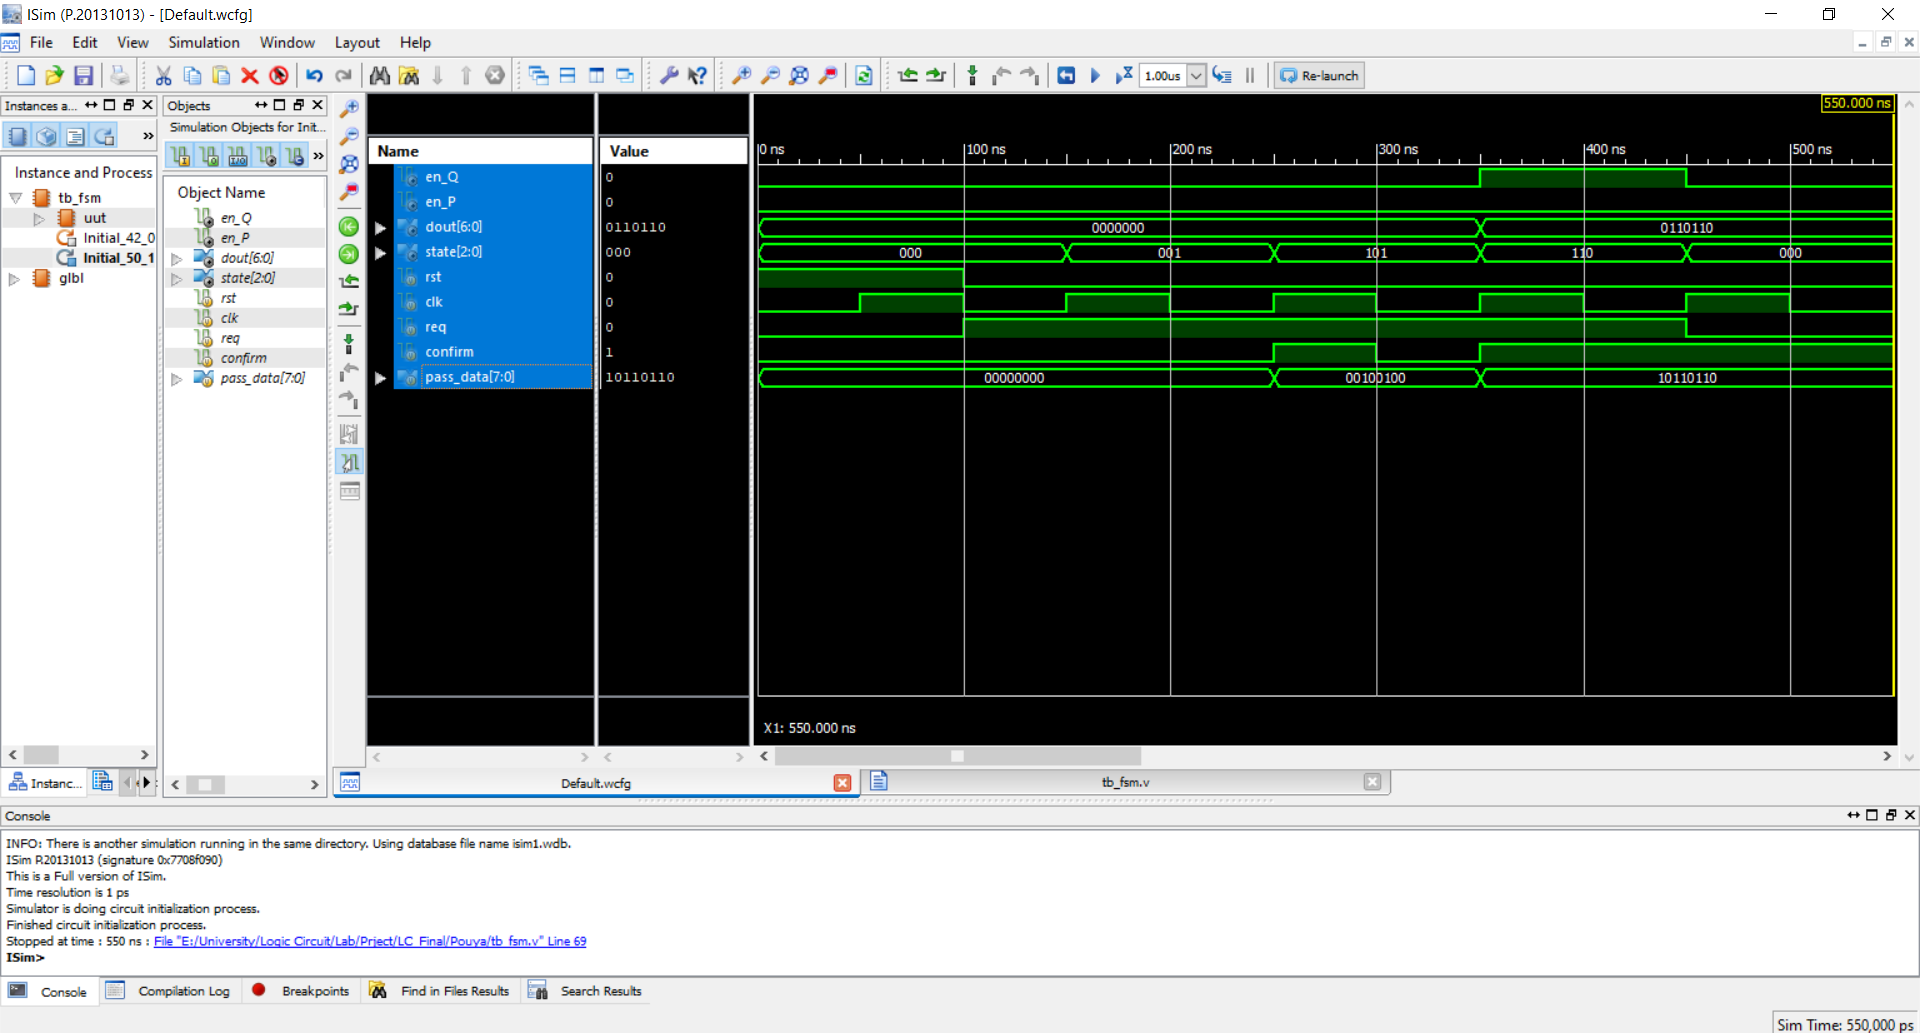 ISim (P.20131013) - [Default.wcfg]
File Edit View Simulation Window Layout Help
1.00us Re-launch
Instances a...
Instance and Process
tb_fsm
uut
Initial_42_0
Initial_50_1
glbl
Instanc...
Objects
Simulation Objects for Init...
Object Name
en_Q
en_P
dout[6:0]
state[2:0]
rst
clk
req
confirm
pass_data[7:0]
Name Value
en_Q 0
en_P 0
dout[6:0] 0110110
state[2:0] 000
rst 0
clk 0
req 0
confirm 1
pass_data[7:0] 10110110
550.000 ns
0 ns 100 ns 200 ns 300 ns 400 ns 500 ns
0000000 0110110
000 001 101 110 000
00000000 00100100 10110110
X1: 550.000 ns
Default.wcfg tb_fsm.v
Console
INFO: There is another simulation running in the same directory. Using database file name isim1.wdb.
ISim P.20131013 (signature 0x7708f090)
This is a Full version of ISim.
Time resolution is 1 ps
Simulator is doing circuit initialization process.
Finished circuit initialization process.
Stopped at time : 550 ns : File "E:/University/Logic Circuit/Lab/Prject/LC_Final/Pouya/tb_fsm.v" Line 69
ISim>
Console Compilation Log Breakpoints Find in Files Results Search Results
Sim Time: 550,000 ps